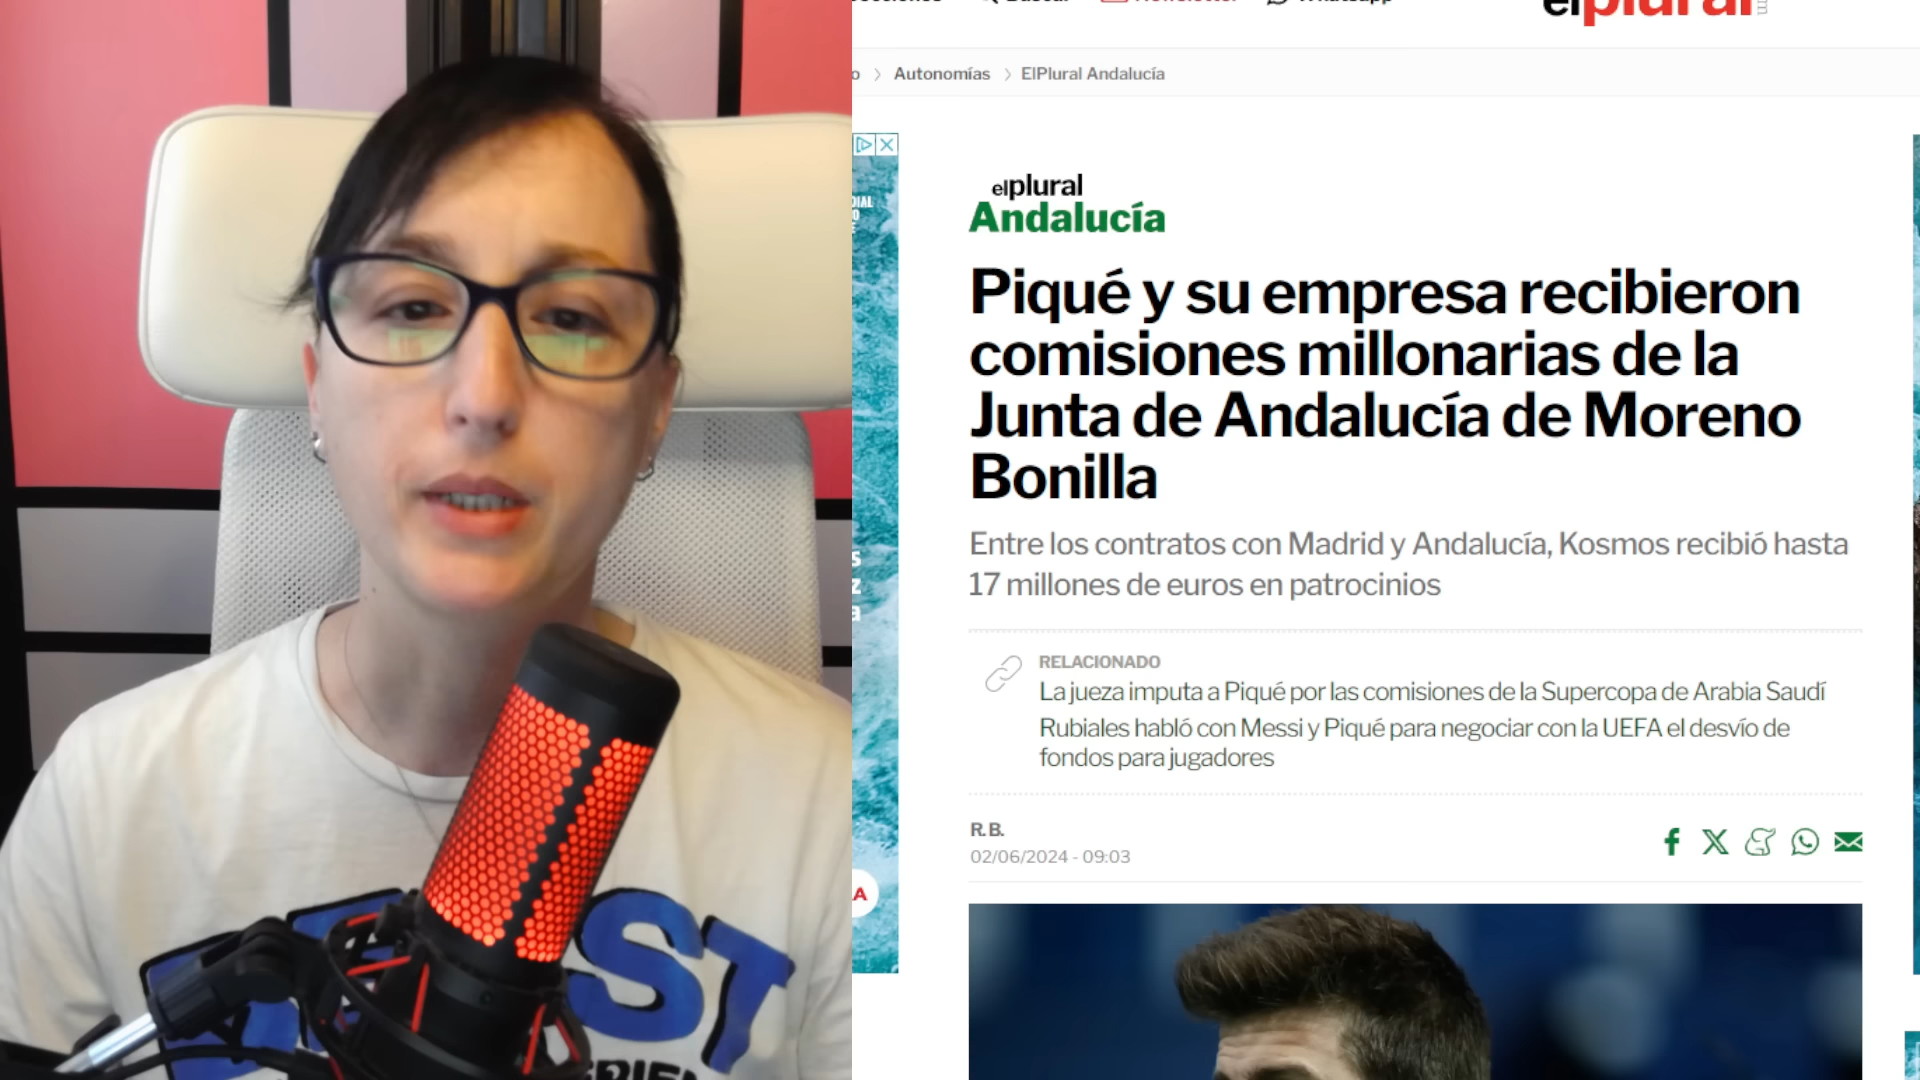 Newsletter
Whatsapp
elplural
Autonomías
ElPlural Andalucía
elplural
Andalucía
Piqué y su empresa recibieron
comisiones millonarias de la
Junta de Andalucía de Moreno
Bonilla
Entre los contratos con Madrid y Andalucía, Kosmos recibió hasta
17 millones de euros en patrocinios
RELACIONADO
La jueza imputa a Piqué por las comisiones de la Supercopa de Arabia Saudí
Rubiales habló con Messi y Piqué para negociar con la UEFA el desvío de
fondos para jugadores
R. B.
02/06/2024 - 09:03